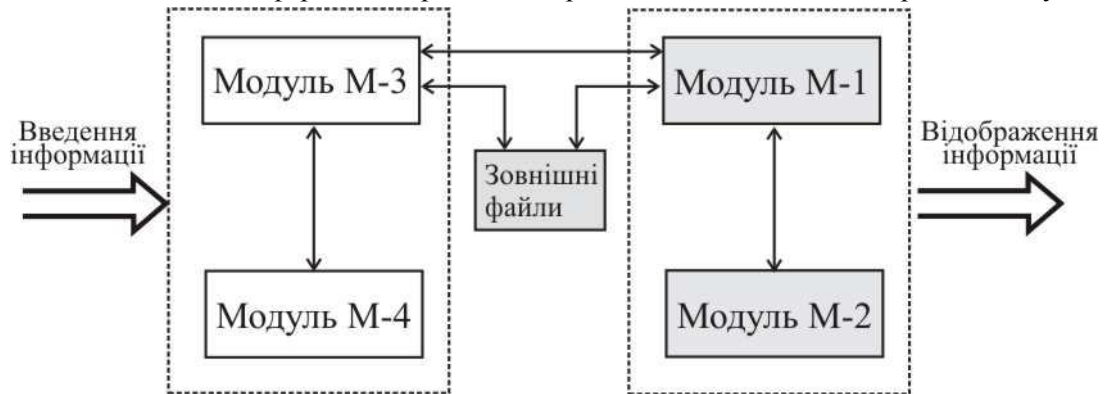 Модуль М-3
Модуль М-1
Введення
інформації
Відображення
інформації
Зовнішні
файли
Модуль М-4
Модуль М-2